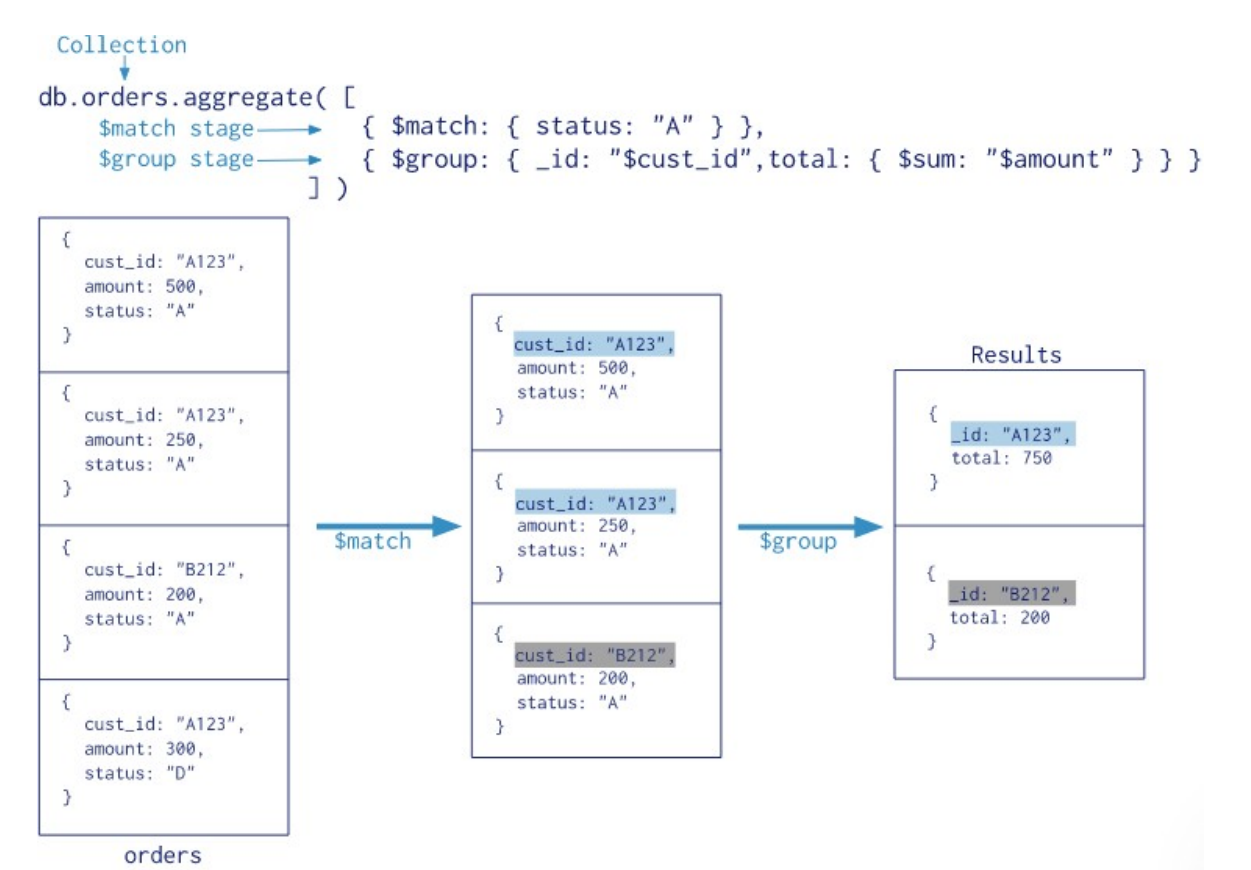 Collection
db.orders.aggregate( [
$match stage
{ $match: { status: "A" } },
$group stage
{ $group: { _id: "$cust_id",total: { $sum: "$amount" } } }
] )
{
cust_id: "A123",
amount: 500,
status: "A"
}
{
cust_id: "A123",
amount: 250,
status: "A"
}
{
cust_id: "B212",
amount: 200,
status: "A"
}
{
cust_id: "A123",
amount: 300,
status: "D"
}
orders
$match
{
cust_id: "A123",
amount: 500,
status: "A"
}
{
cust_id: "A123",
amount: 250,
status: "A"
}
{
cust_id: "B212",
amount: 200,
status: "A"
}
$group
Results
{
_id: "A123",
total: 750
}
{
_id: "B212",
total: 200
}